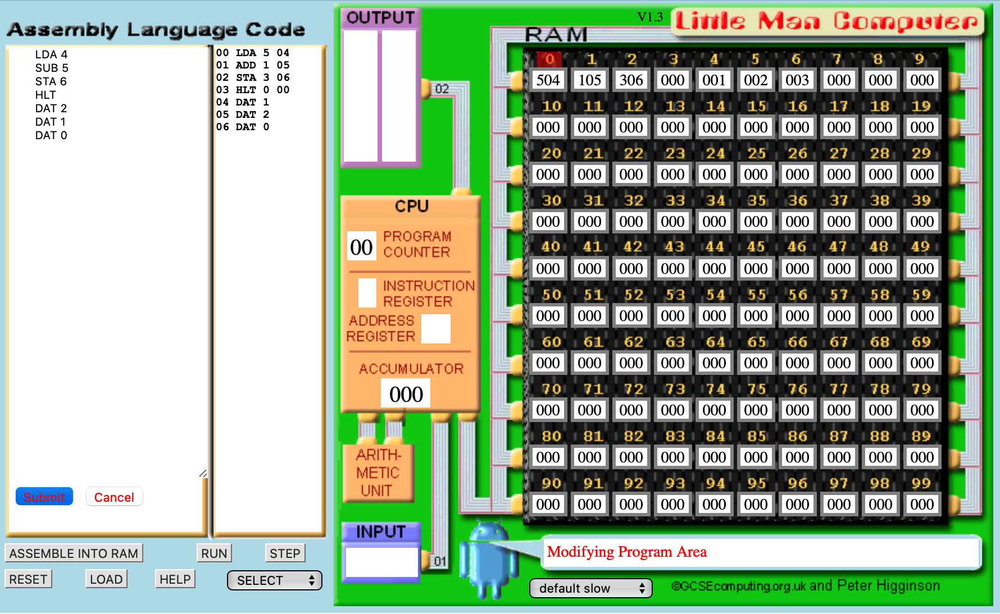 Assembly Language Code
LDA 4
SUB 5
STA 6
HLT
DAT 2
DAT 1
DAT 0
Submit
Cancel
00 LDA 5 04
01 ADD 1 05
02 STA 3 06
03 HLT 0 00
04 DAT 1
05 DAT 2
06 DAT 0
ASSEMBLE INTO RAM
RUN
STEP
RESET
LOAD
HELP
SELECT
OUTPUT
02
CPU
00
PROGRAM
COUNTER
INSTRUCTION
REGISTER
ADDRESS
REGISTER
ACCUMULATOR
000
ARITH-
METIC
UNIT
INPUT
01
V1.3
Little Man Computer
RAM
0 1 2 3 4 5 6 7 8 9
504 105 306 000 001 002 003 000 000 000
10 11 12 13 14 15 16 17 18 19
000 000 000 000 000 000 000 000 000 000
20 21 22 23 24 25 26 27 28 29
000 000 000 000 000 000 000 000 000 000
30 31 32 33 34 35 36 37 38 39
000 000 000 000 000 000 000 000 000 000
40 41 42 43 44 45 46 47 48 49
000 000 000 000 000 000 000 000 000 000
50 51 52 53 54 55 56 57 58 59
000 000 000 000 000 000 000 000 000 000
60 61 62 63 64 65 66 67 68 69
000 000 000 000 000 000 000 000 000 000
70 71 72 73 74 75 76 77 78 79
000 000 000 000 000 000 000 000 000 000
80 81 82 83 84 85 86 87 88 89
000 000 000 000 000 000 000 000 000 000
90 91 92 93 94 95 96 97 98 99
000 000 000 000 000 000 000 000 000 000
Modifying Program Area
default slow
©GCSEcomputing.org.uk and Peter Higginson